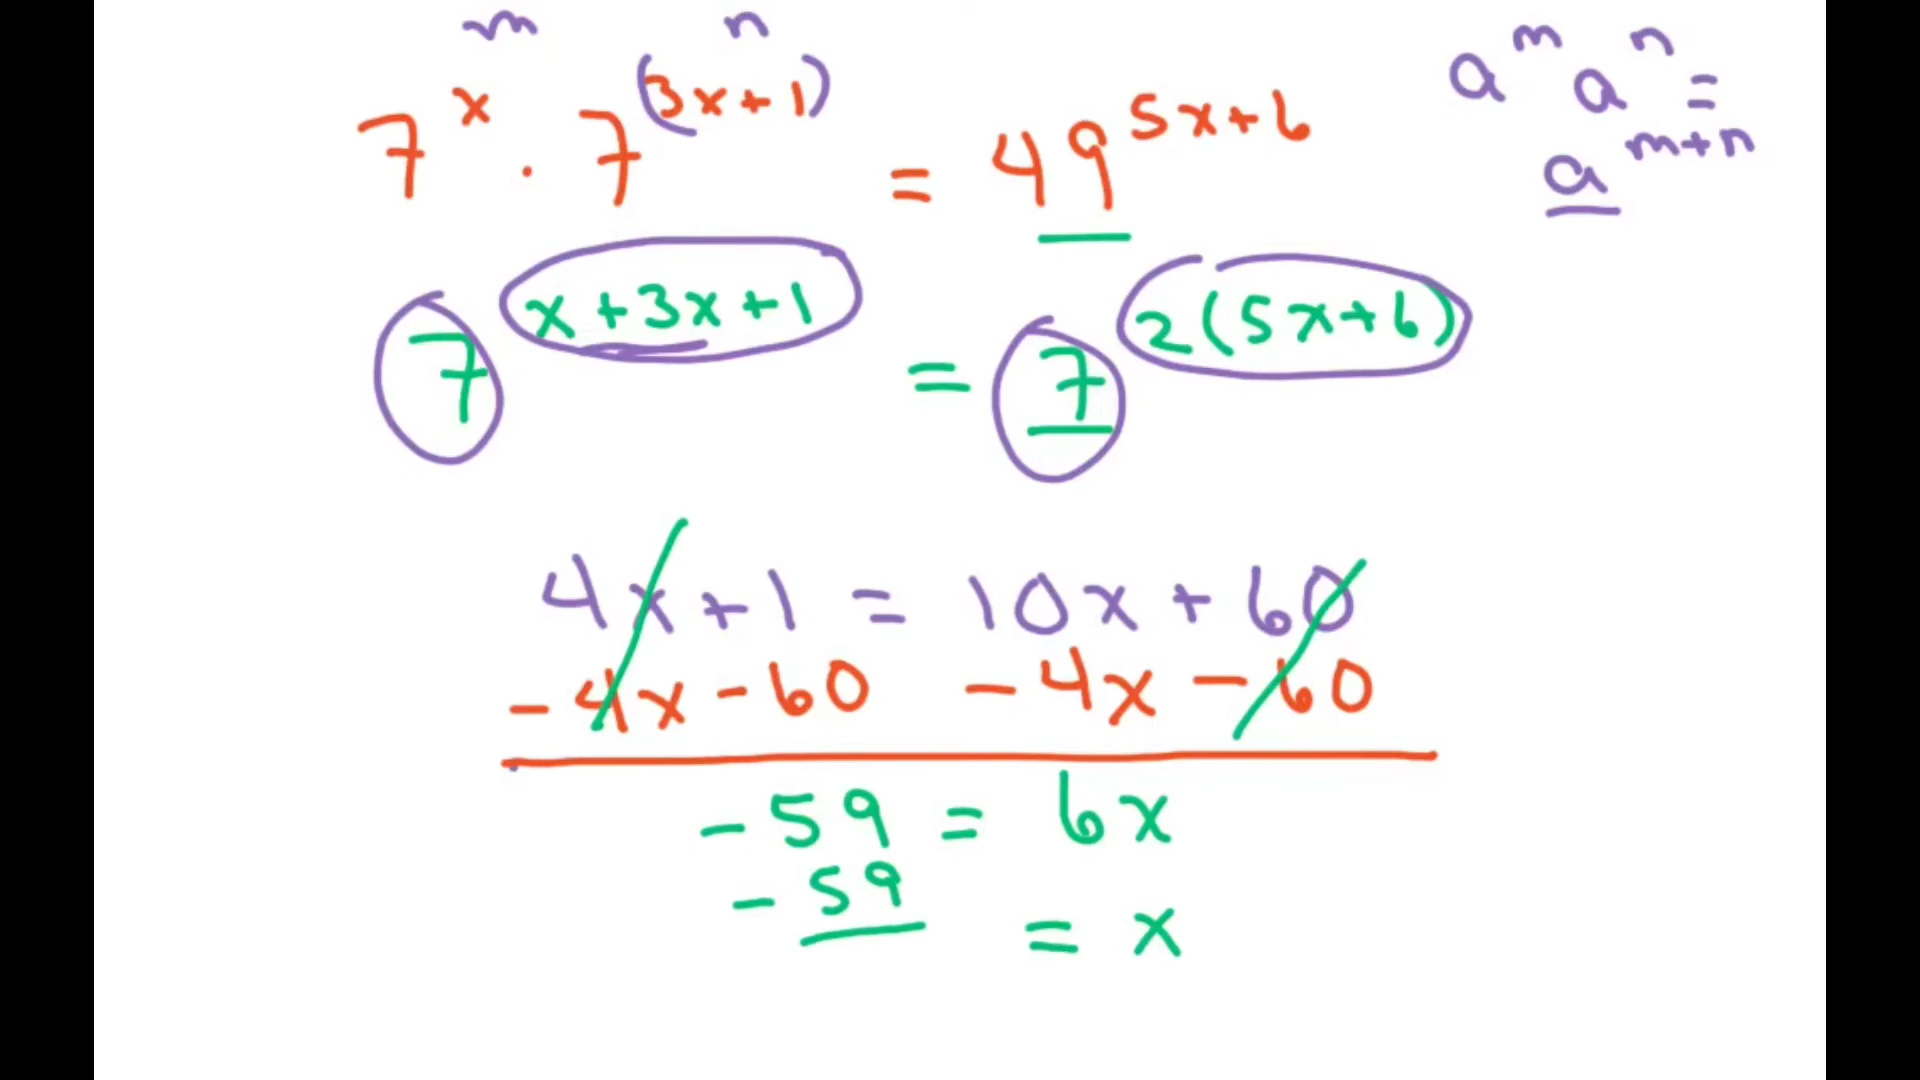 m n
7^x · 7^(3x+1) = 49^5x+6
a^m a^n =
a^m+n
7^x+3x+1 = 7^2(5x+6)
4x+1 = 10x+60
-4x-60 -4x-60
-59 = 6x
-59 = x